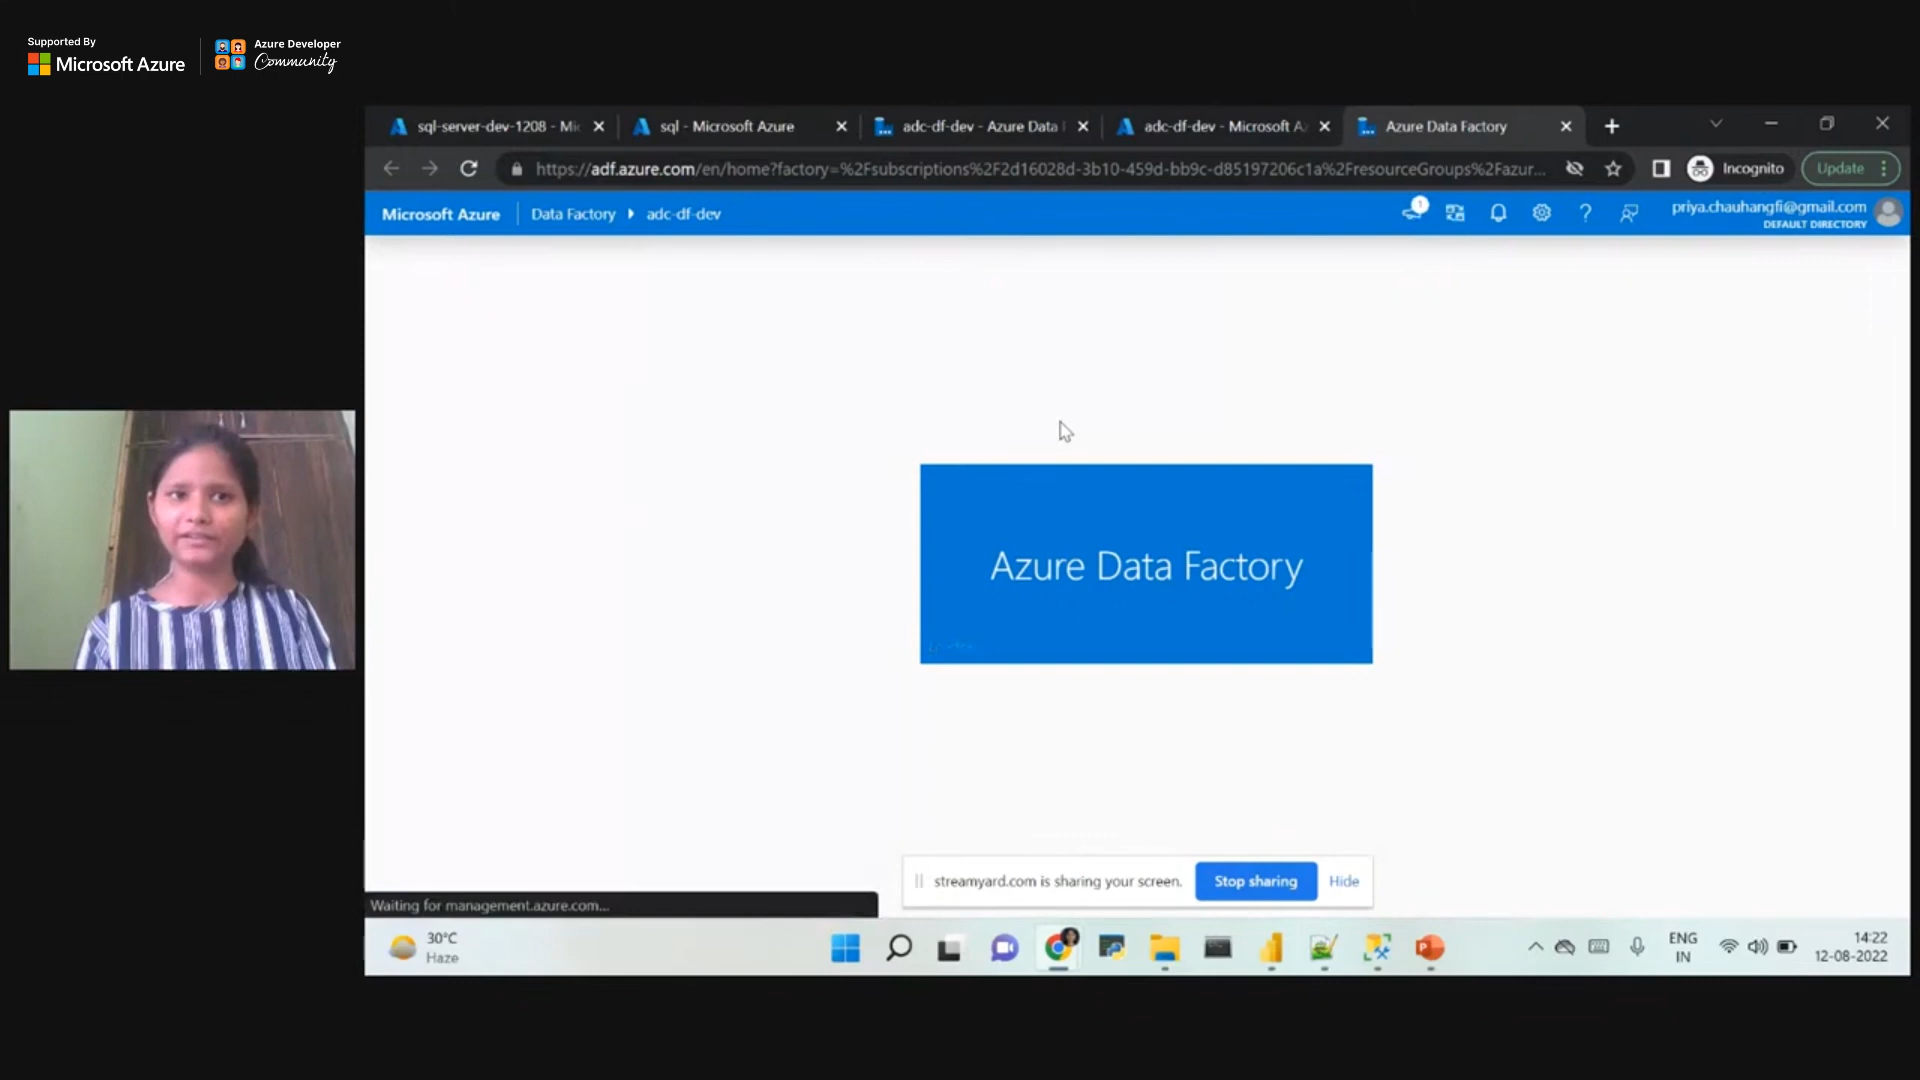 Supported By
Microsoft Azure
Azure Developer
Community
sql-server-dev-1208 - Mi
sql - Microsoft Azure
adc-df-dev - Azure Data
adc-df-dev - Microsoft A
Azure Data Factory
https://adf.azure.com/en/home?factory=%2Fsubscriptions%2F2d16028d-3b10-459d-bb9c-d85197206c1a%2FresourceGroups%2Fazur...
Incognito
Update
Microsoft Azure
Data Factory
adc-df-dev
1
priya.chauhangfi@gmail.com
DEFAULT DIRECTORY
Azure Data Factory
streamyard.com is sharing your screen.
Stop sharing
Hide
Waiting for management.azure.com...
30°C
Haze
ENG
IN
14:22
12-08-2022